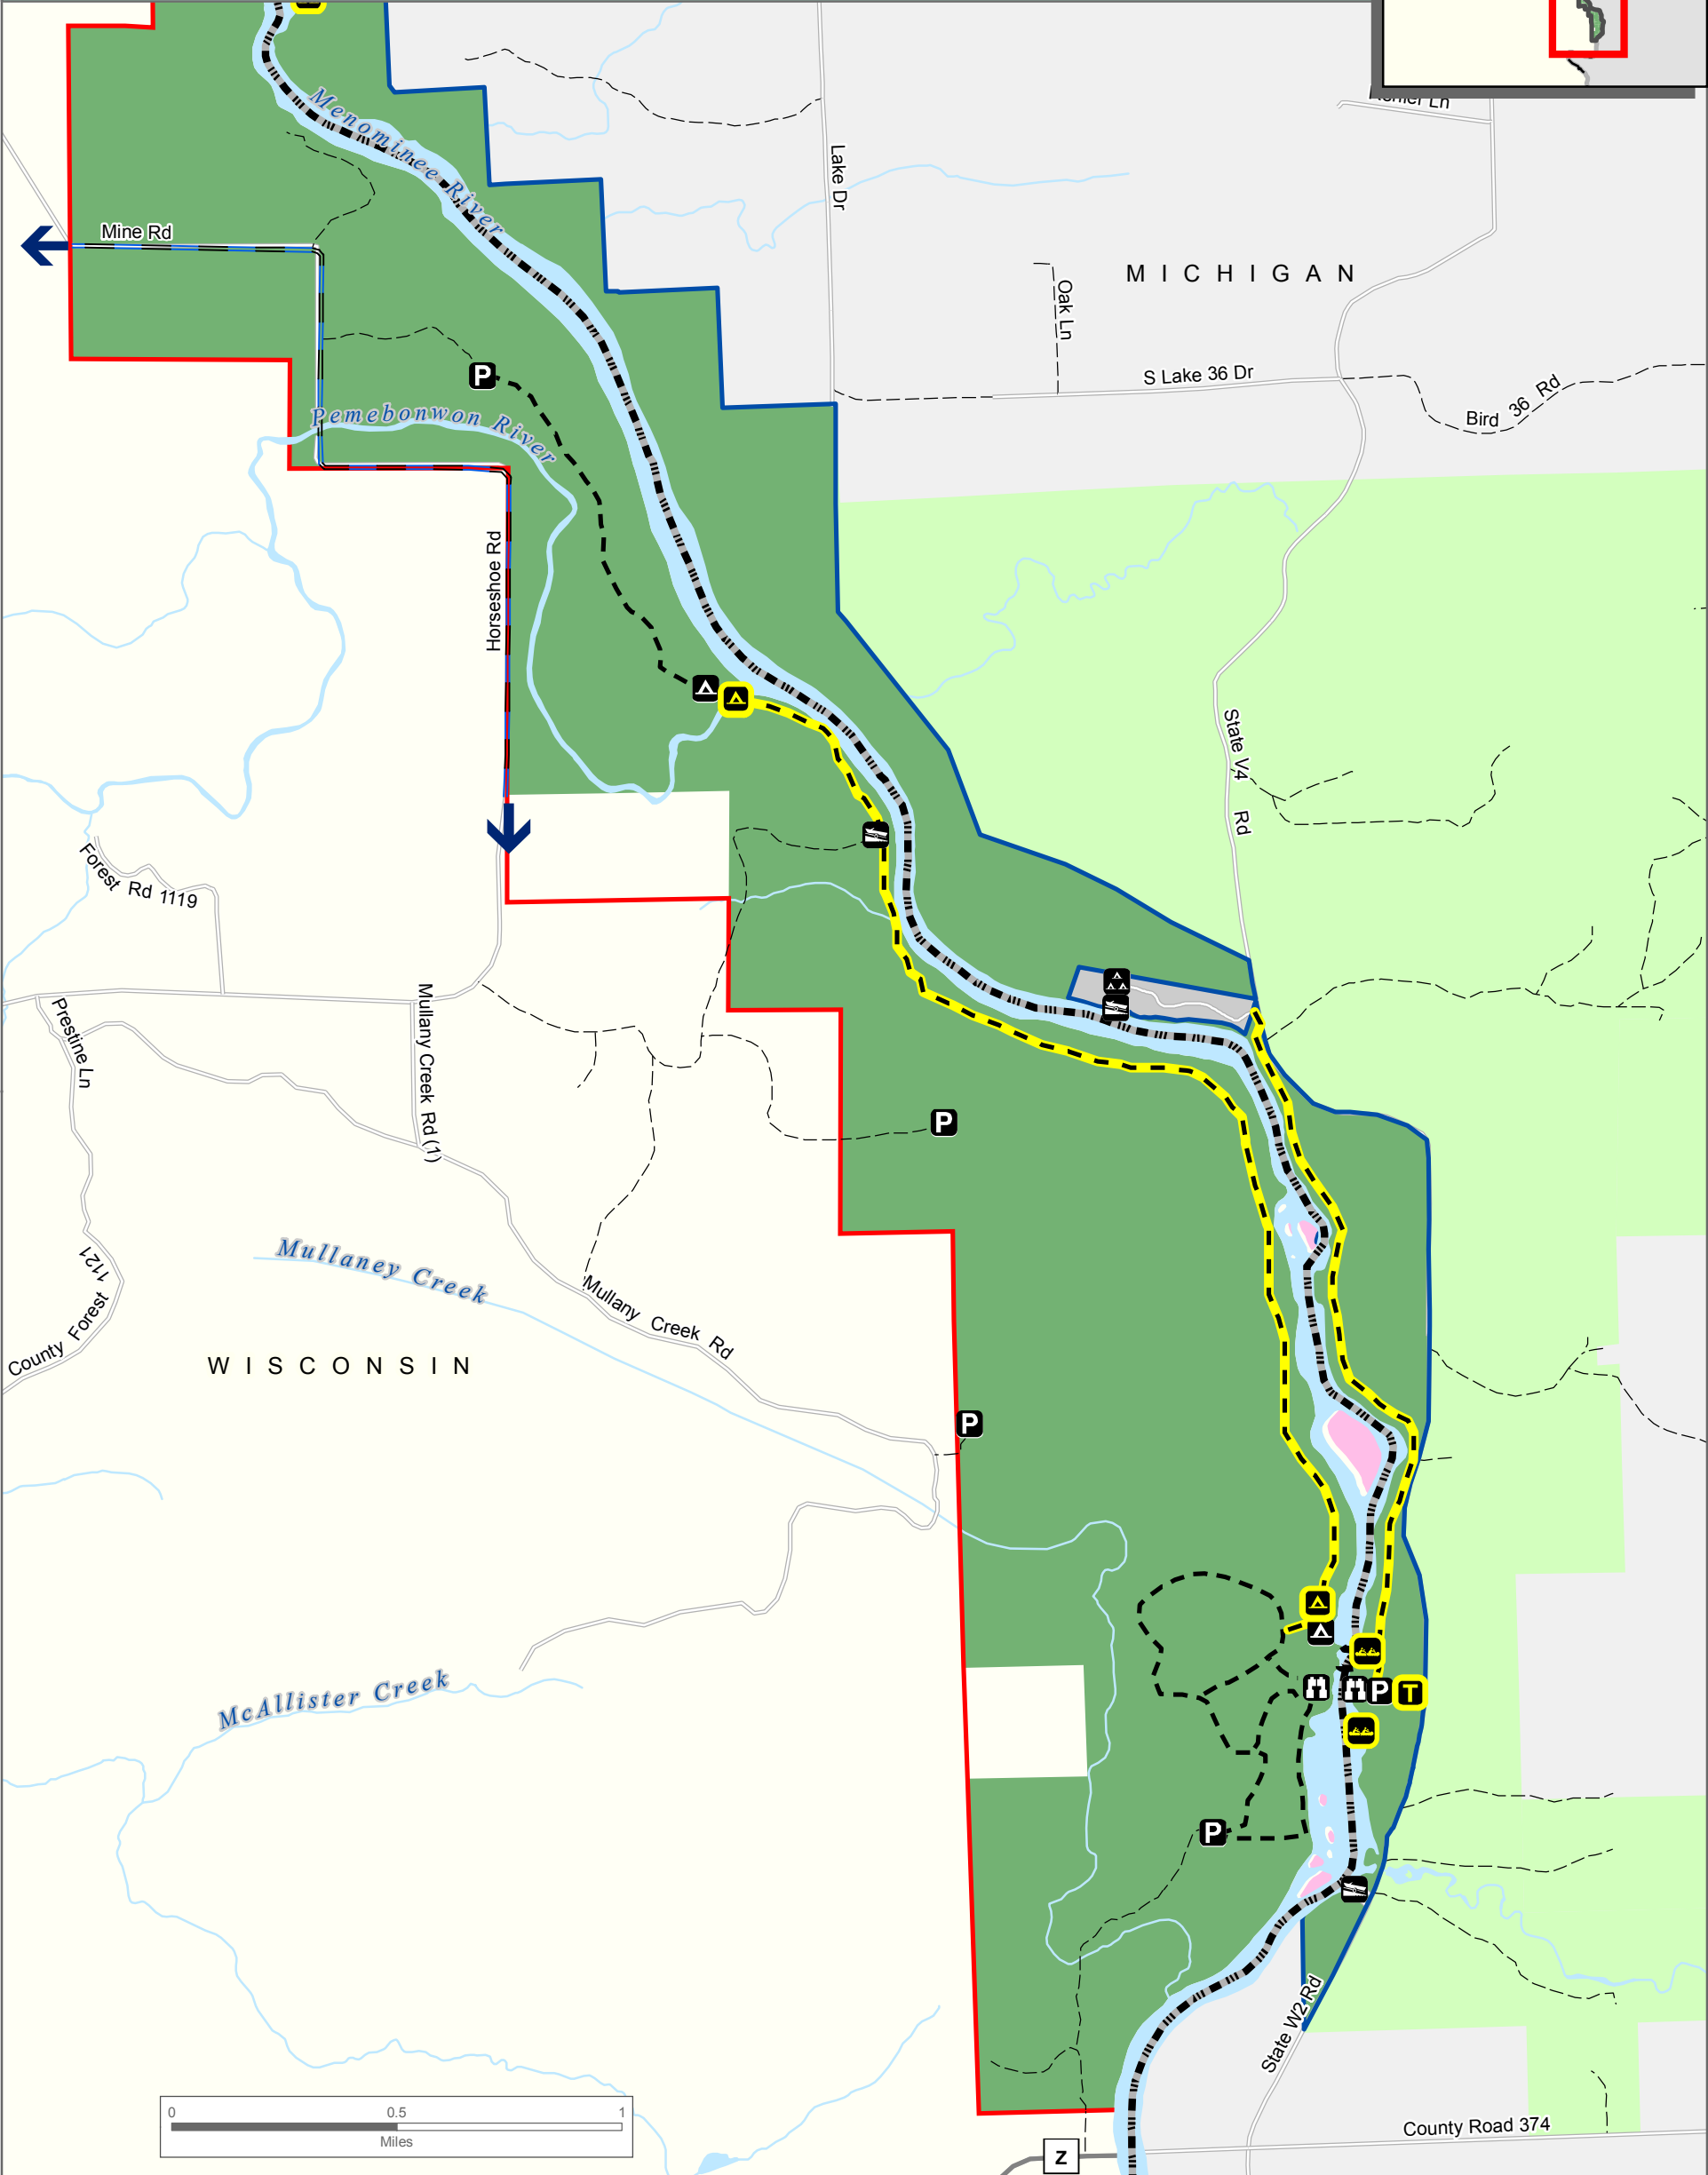 Menominee River
Lake Dr
Mine Rd
MICHIGAN
Oak Ln
S Lake 36 Dr
Bird 36 Rd
P
Pemebonwon River
Horseshoe Rd
State V4 Rd
Forest Rd 1119
Prestine Ln
Mullany Creek Rd (1)
P
Mullaney Creek
County Forest 1121
Mullany Creek Rd
WISCONSIN
P
McAllister Creek
P
T
P
State W2 Rd
0 0.5 1
Miles
County Road 374
Z